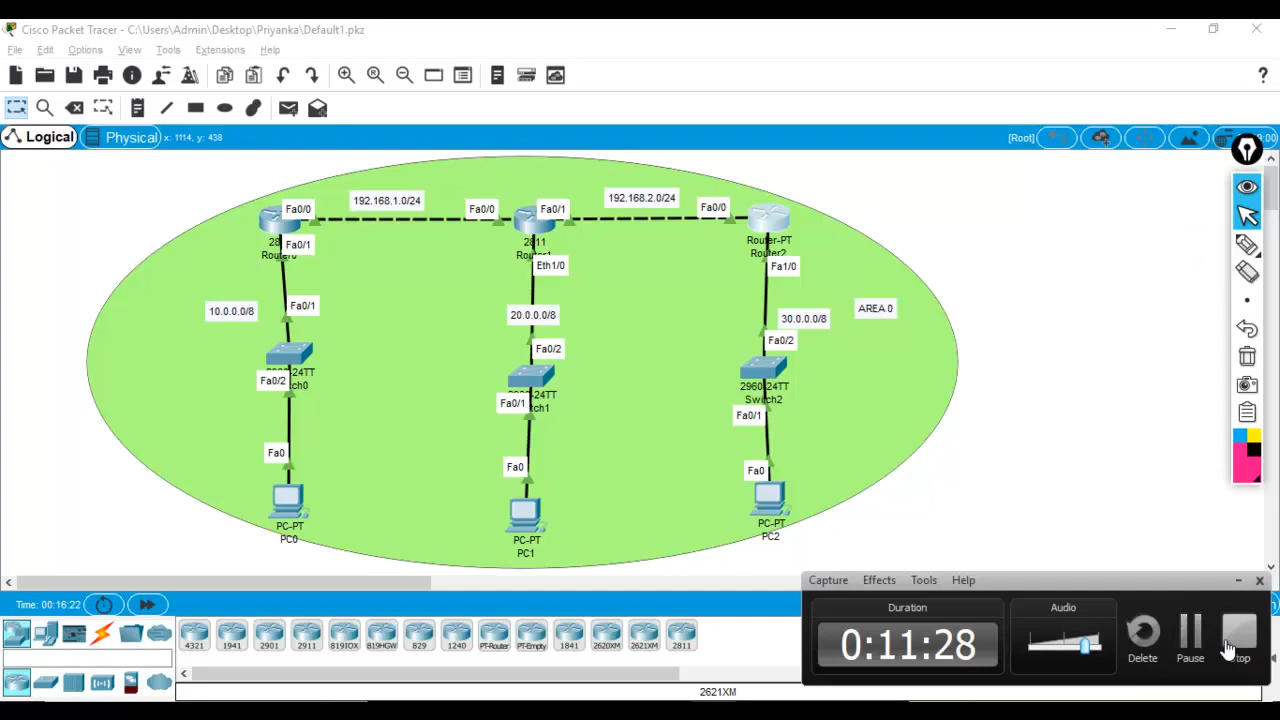 Cisco Packet Tracer - C:\Users\Admin\Desktop\Priyanka\Default1.pkz
File Edit Options View Tools Extensions Help
?
Logical Physical x: 1114, y: 438 [Root]
192.168.1.0/24 192.168.2.0/24
Fa0/0 Fa0/0 Fa0/1 Fa0/0
2811 Router-PT
Router2
Fa0/1
Eth1/0 Fa1/0
10.0.0.0/8 Fa0/1 20.0.0.0/8 30.0.0.0/8 AREA 0
Fa0/2 Fa0/2
Fa0/2 2960-24TT
Switch2
Fa0/1 Fa0/1
Fa0 Fa0 Fa0
PC-PT PC-PT PC-PT
PC0 PC1 PC2
Capture Effects Tools Help
Time: 00:16:22
Duration Audio
0:11:28
Delete Pause
4321 1941 2901 2911 819IOX 819HGW 829 1240 PT-Router PT-Empty 1841 2620XM 2621XM 2811
2621XM